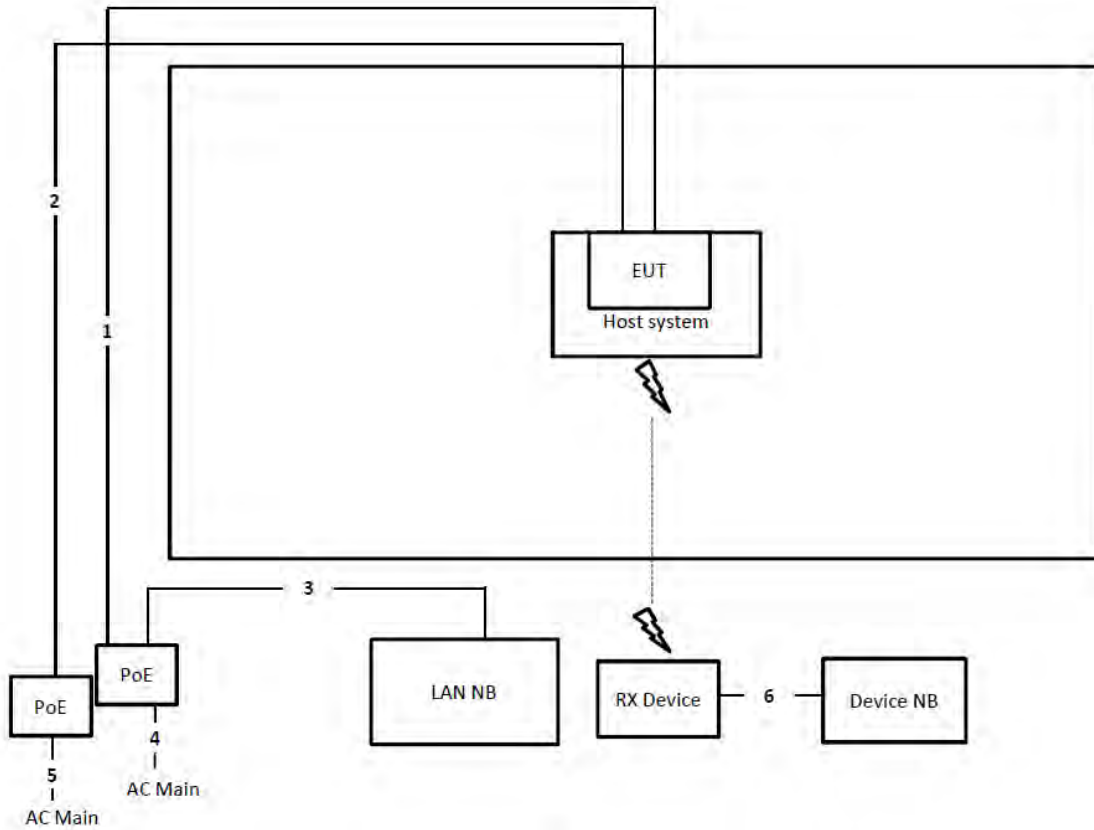 2
EUT
Host system
1
3
PoE
PoE
LAN NB
RX Device
6
Device NB
4
5
AC Main
AC Main